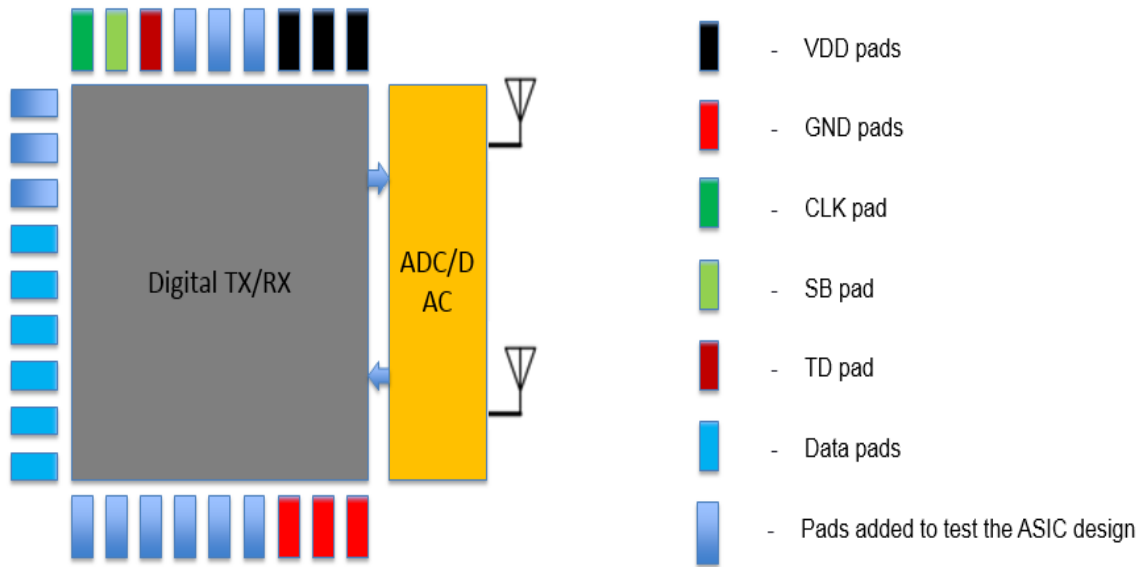 Digital TX/RX
ADC/D
AC
- VDD pads
- GND pads
- CLK pad
- SB pad
- TD pad
- Data pads
- Pads added to test the ASIC design